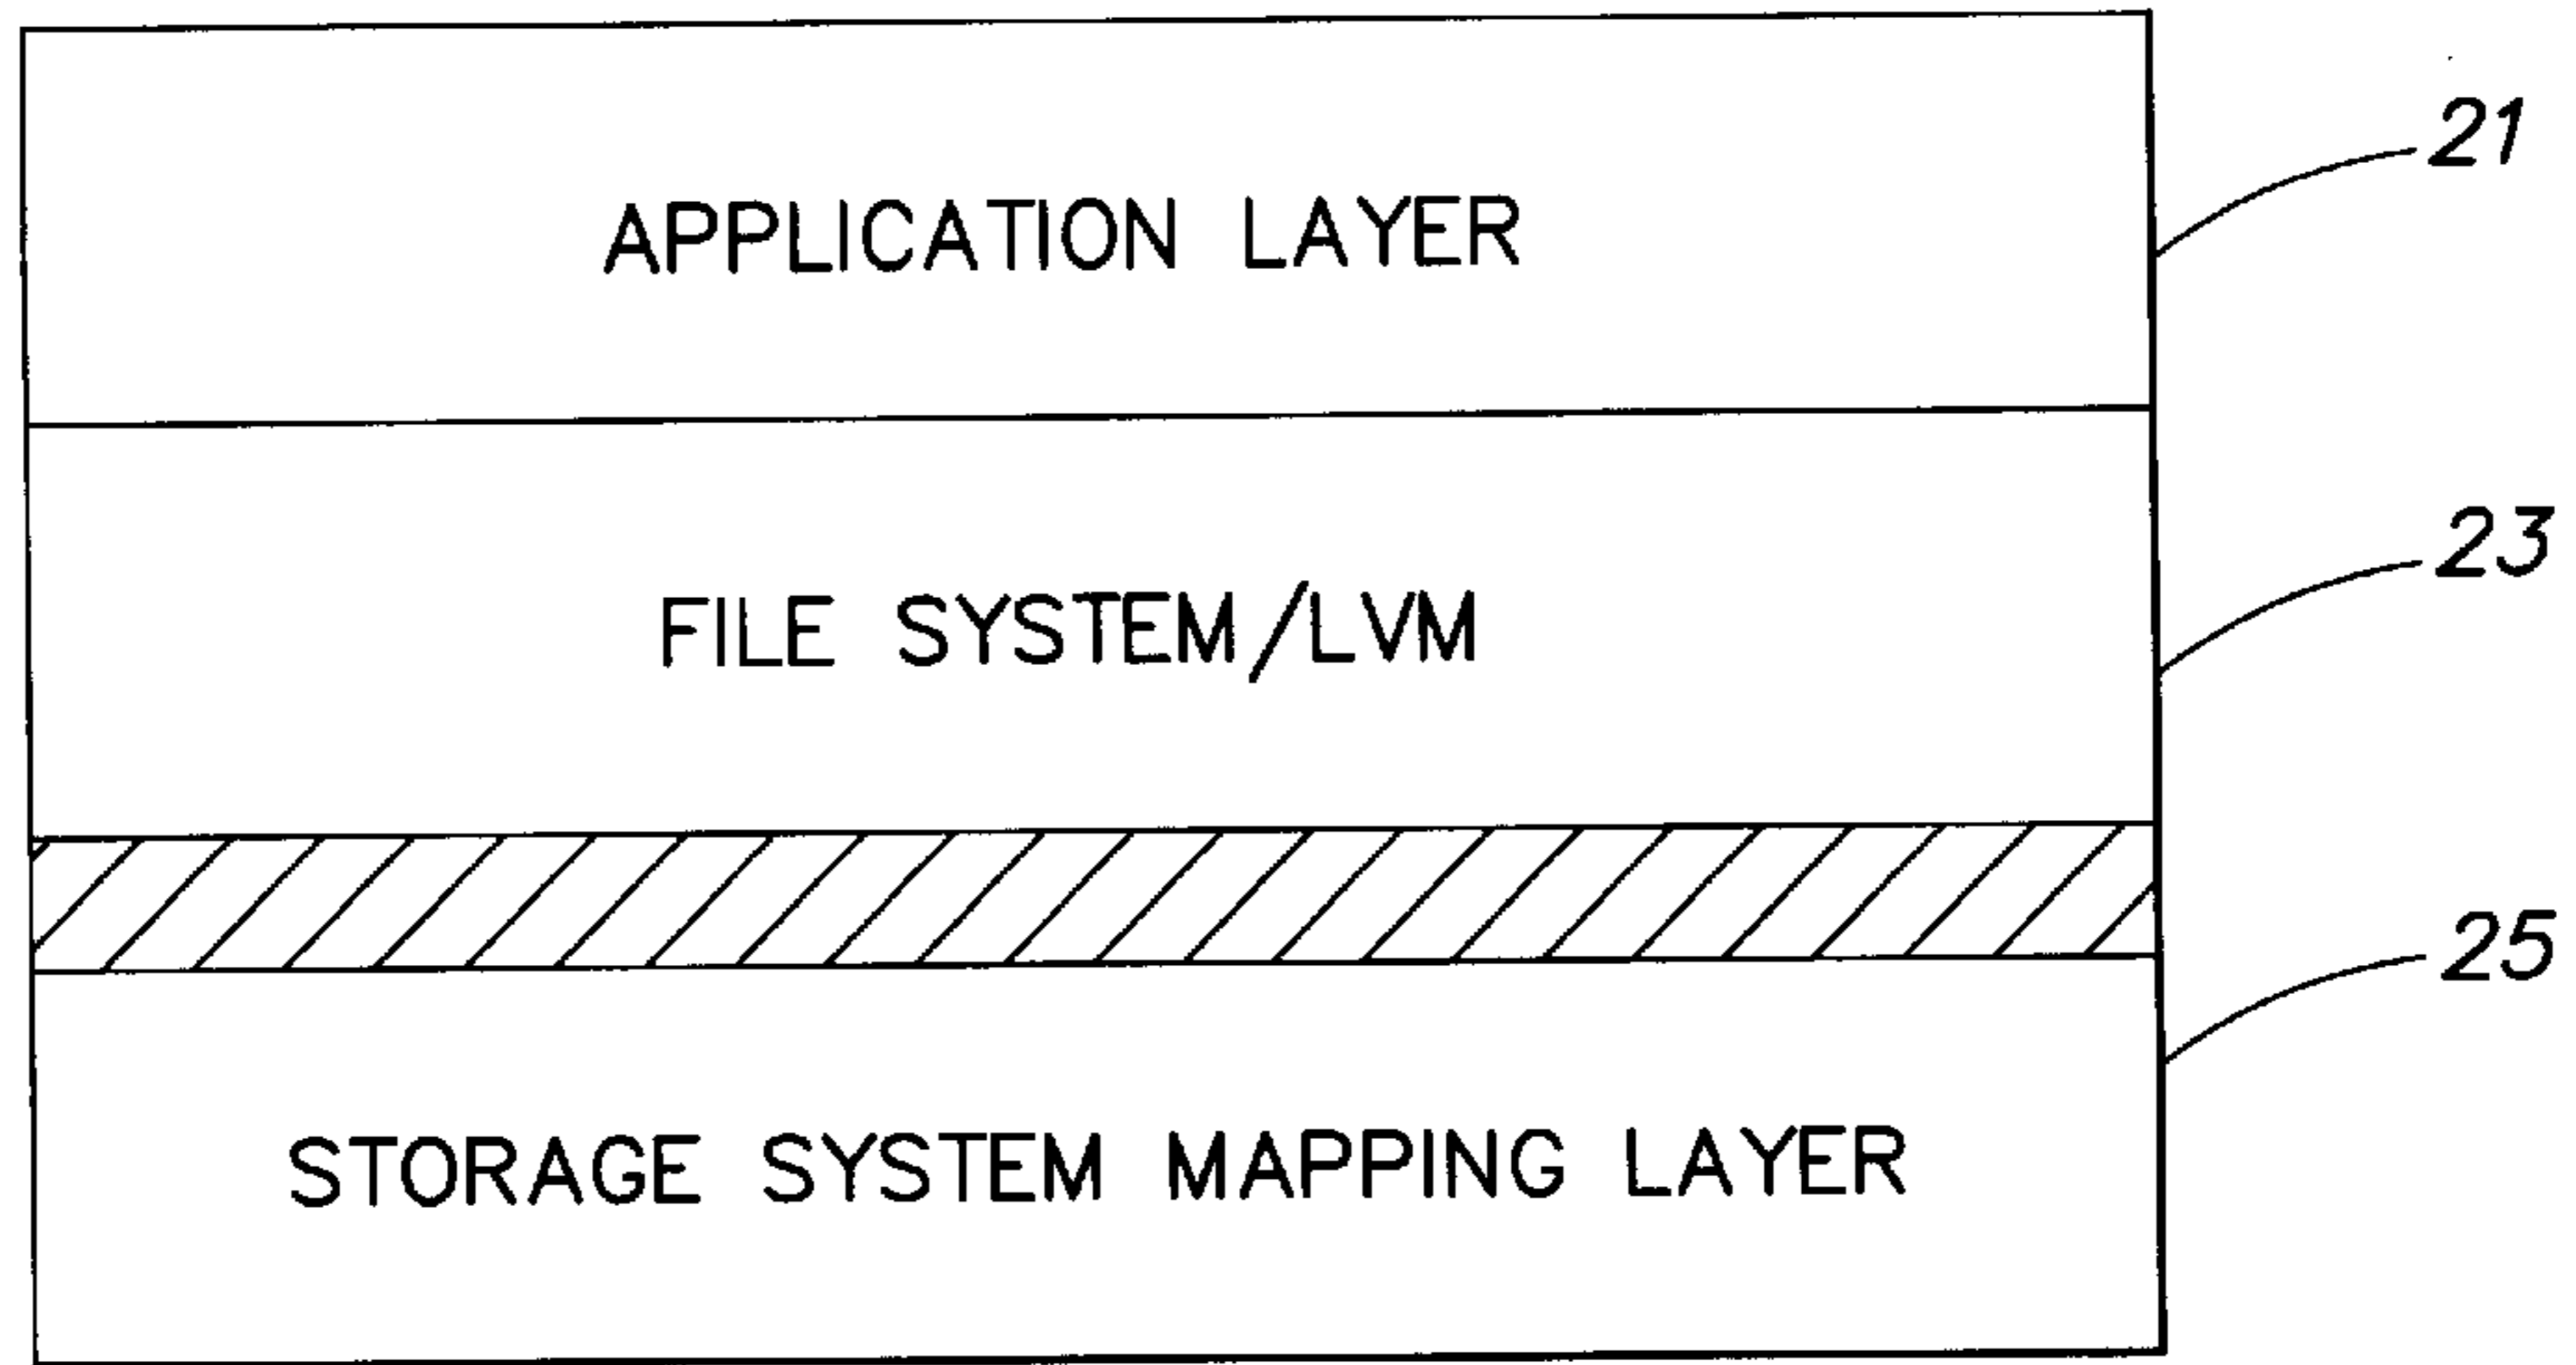 APPLICATION LAYER
21
FILE SYSTEM/LVM
23
25
STORAGE SYSTEM MAPPING LAYER